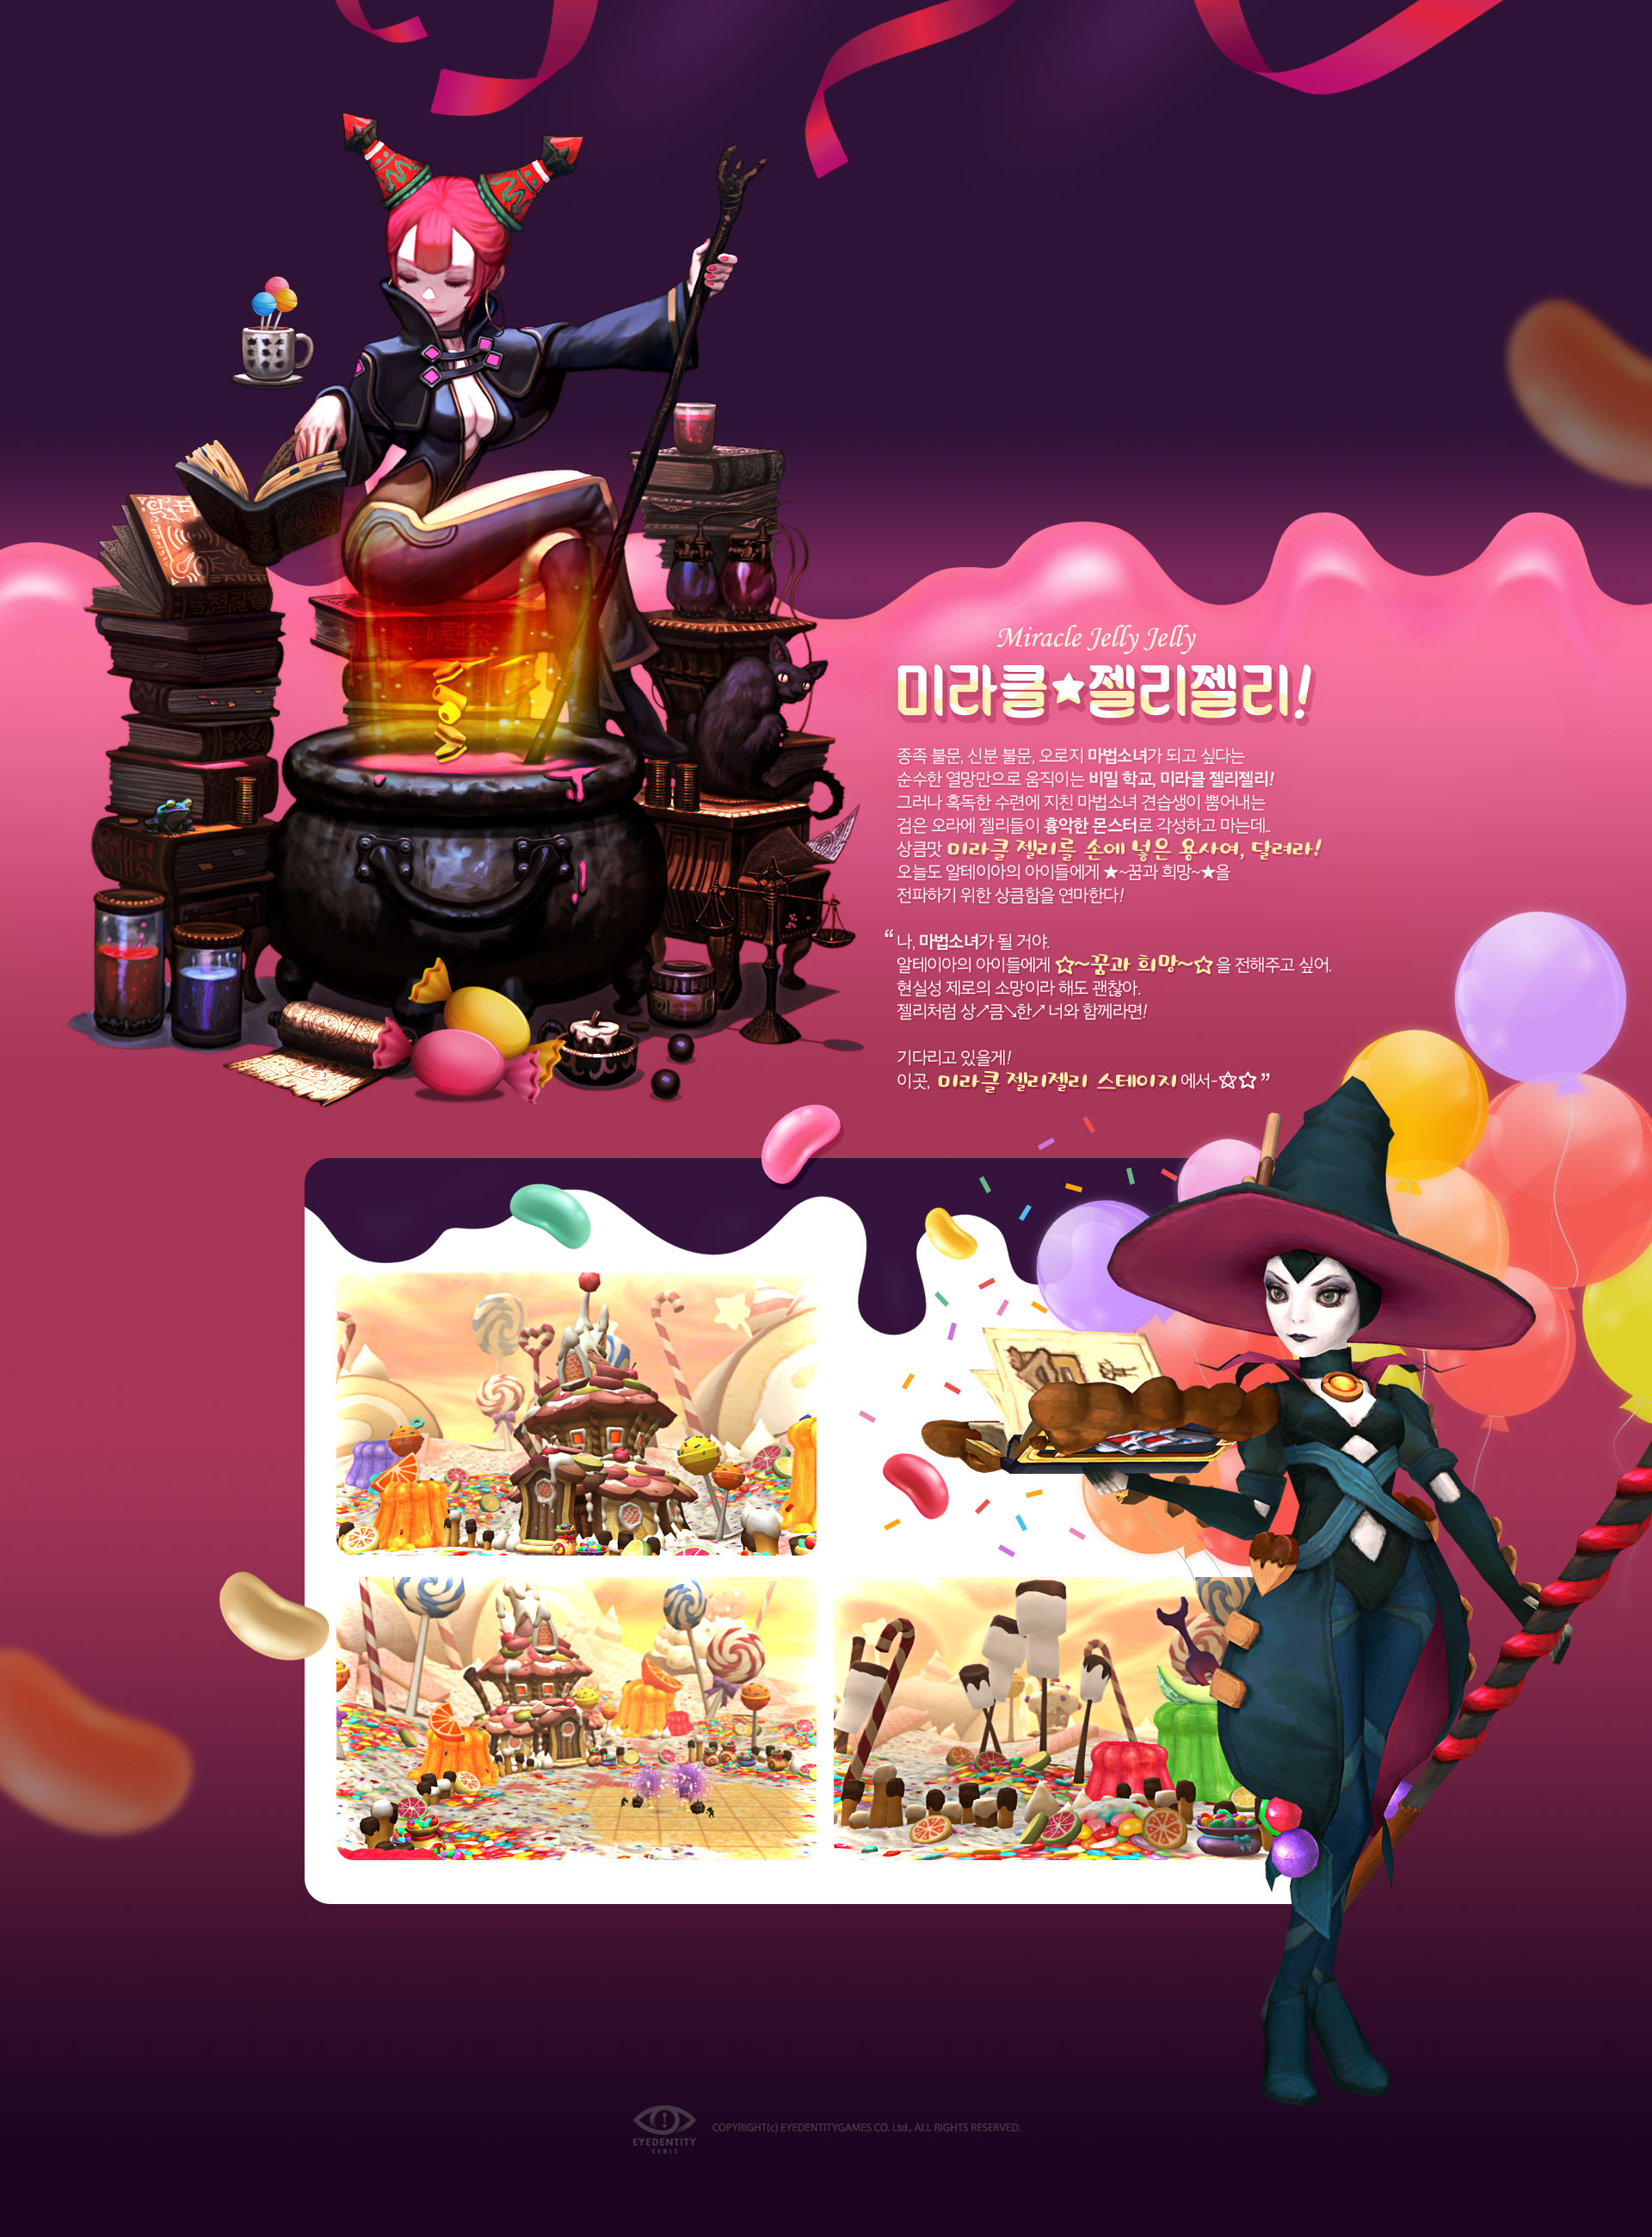 Miracle Jelly Jelly
미라클★젤리젤리!
종족 불문, 신분 불문, 오로지 마법소녀가 되고 싶다는
순수한 열망만으로 움직이는 비밀 학교, 미라클 젤리젤리!
그러나 혹독한 수련에 지친 마법소녀 견습생이 뿜어내는
검은 오라에 젤리들이 흉악한 몬스터로 각성하고 마는데..
상큼맛 미라클 젤리를 손에 넣은 용사여, 달려라!
오늘도 알테이아의 아이들에게 ★~꿈과 희망~★을
전파하기 위한 상큼함을 연마한다!
“ 나, 마법소녀가 될 거야.
알테이아의 아이들에게 ☆~꿈과 희망~☆을 전해주고 싶어.
현실성 제로의 소망이라 해도 괜찮아.
젤리처럼 상↗큼↘한↗ 너와 함께라면!
기다리고 있을게!
이곳, 미라클 젤리젤리 스테이지에서-☆☆ ”
EYEDENTITY
GAMES
COPYRIGHT(c) EYEDENTITYGAMES CO. Ltd., ALL RIGHTS RESERVED.